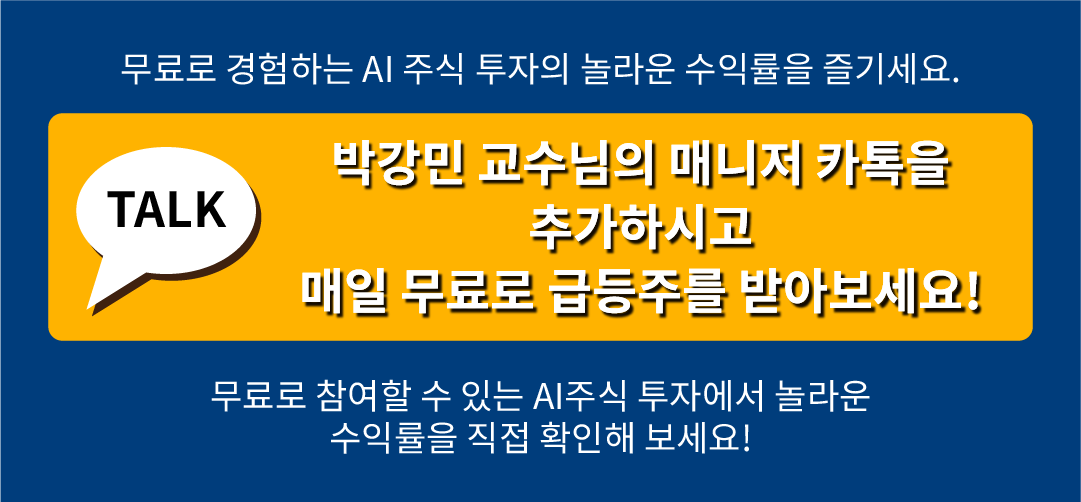 무료로 경험하는 AI 주식 투자의 놀라운 수익률을 즐기세요.
TALK
박강민 교수님의 매니저 카톡을
추가하시고
매일 무료로 급등주를 받아보세요!
무료로 참여할 수 있는 AI주식 투자에서 놀라운
수익률을 직접 확인해 보세요!